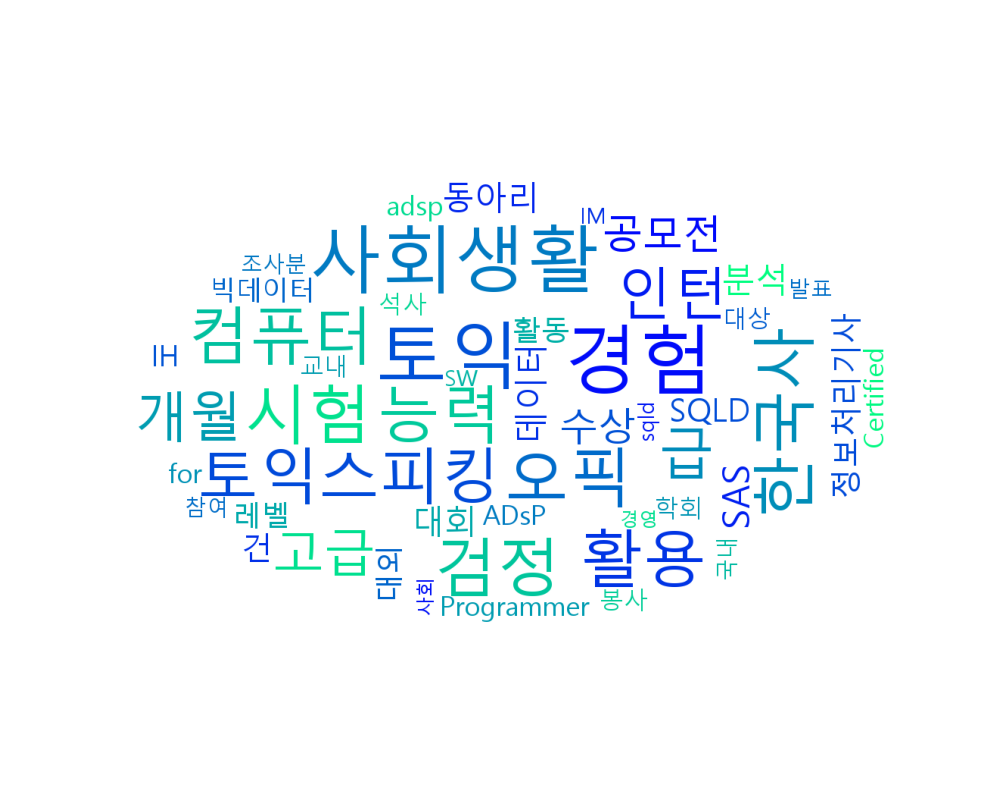 동아리
adsp
IM
공모전
사회생활
조사분
빅데이터
인턴
분석
발표
석사
컴퓨터
토익
활동
경험
대상
한국사
정보처리기사
IH
교내
SW
데이터
Certified
개월
시험
능력
수상
sqld
SQLD
급
for
토익스피킹
오픽
SAS
참여
레벨
대회
ADsP
경영
학회
건
고급
대외
검정
활용
국내
사회
Programmer
봉사